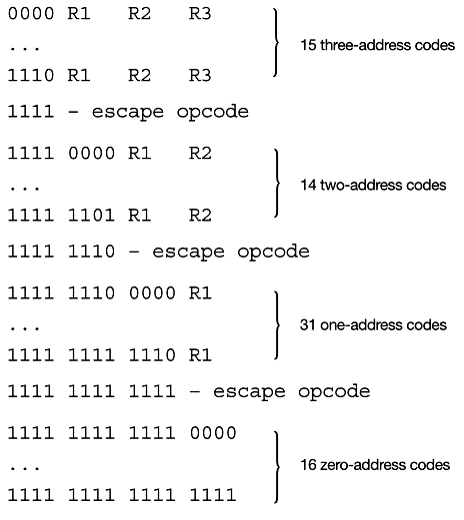 0000 R1 R2 R3
...
15 three-address codes
1110 R1 R2 R3
1111 – escape opcode
1111 0000 R1 R2
...
14 two-address codes
1111 1101 R1 R2
1111 1110 – escape opcode
1111 1110 0000 R1
...
31 one-address codes
1111 1111 1110 R1
1111 1111 1111 – escape opcode
1111 1111 1111 0000
...
16 zero-address codes
1111 1111 1111 1111